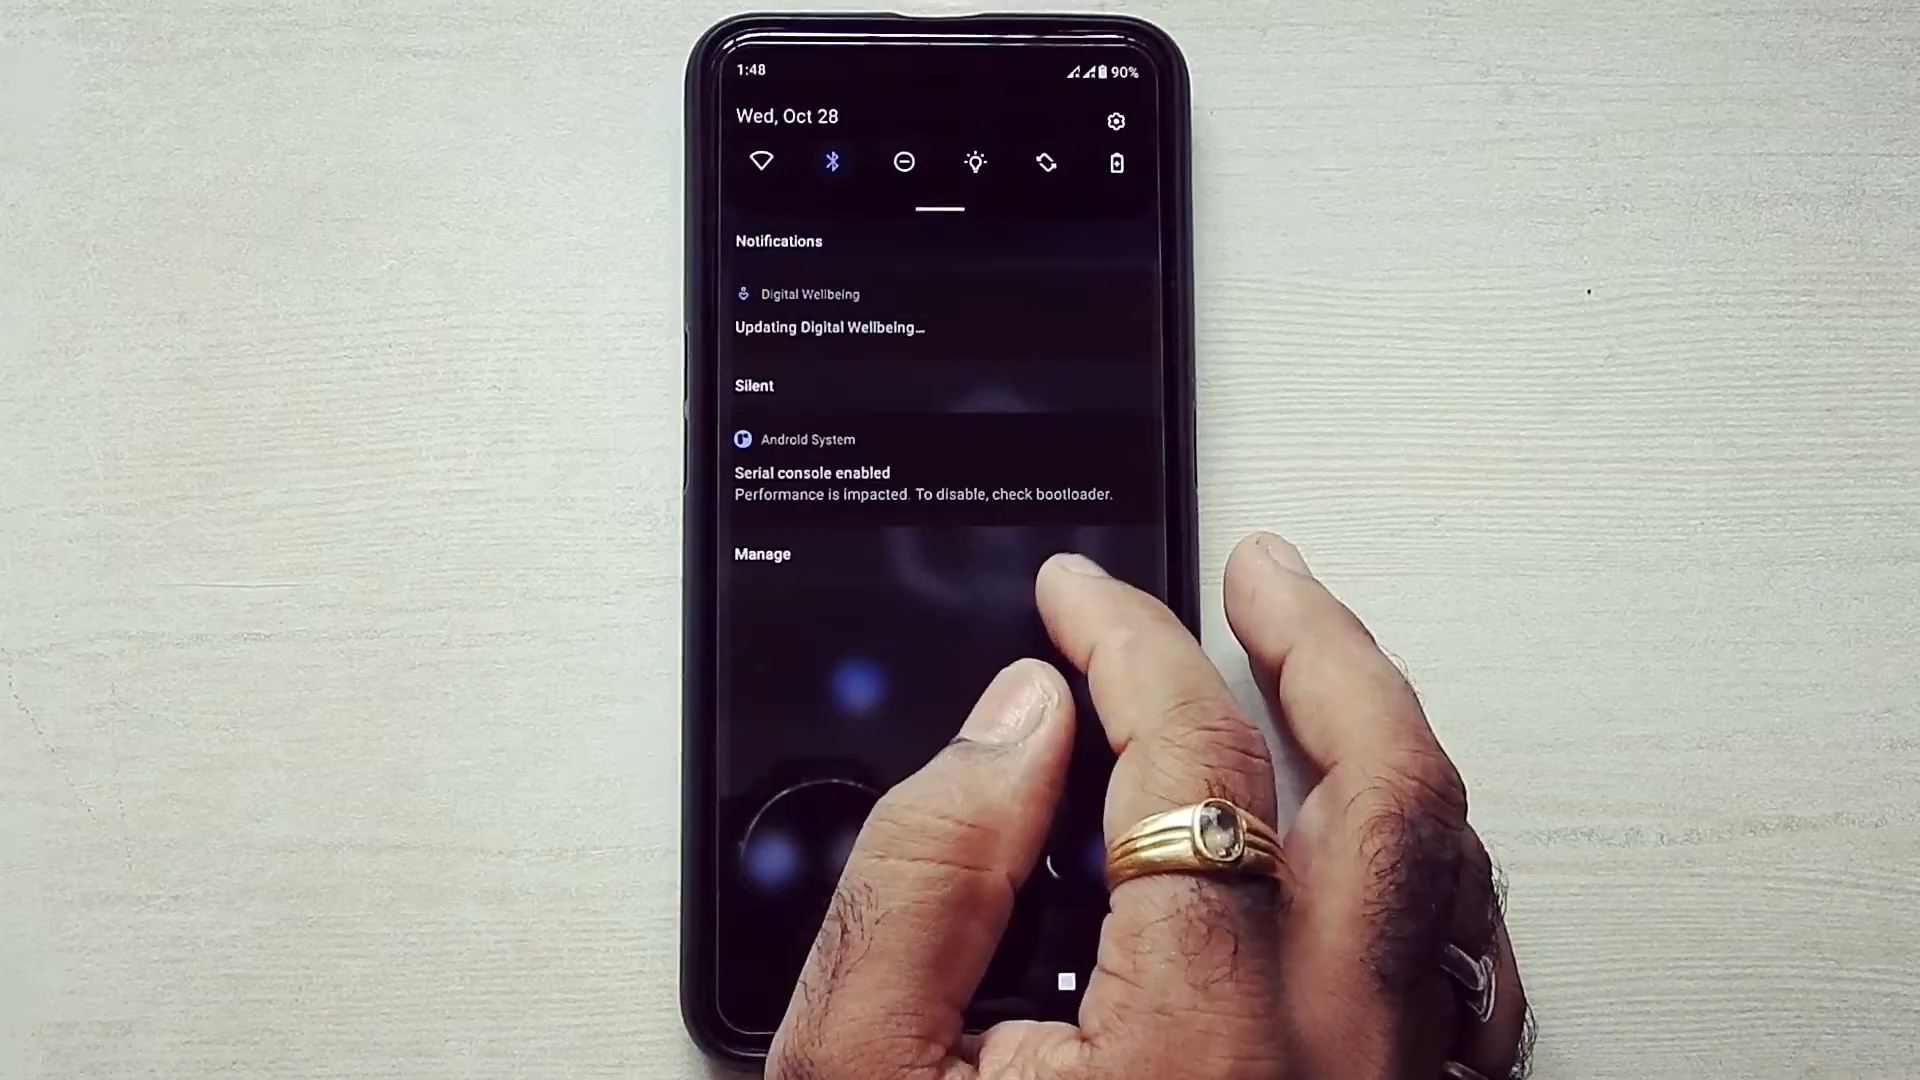 1:48
90%
Wed, Oct 28
Notifications
Digital Wellbeing
Updating Digital Wellbeing...
Silent
Android System
Serial console enabled
Performance is impacted. To disable, check bootloader.
Manage